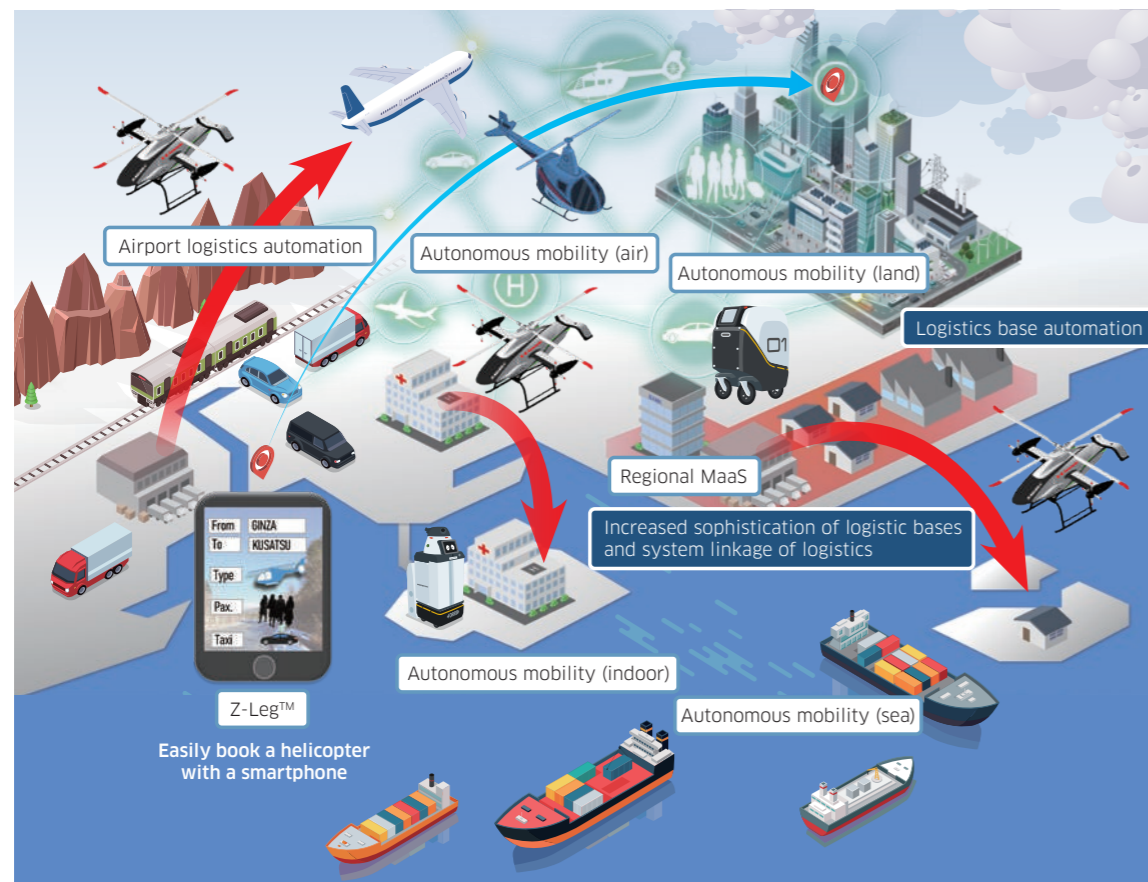 Airport logistics automation
Autonomous mobility (air)
Autonomous mobility (land)
Logistics base automation
H
D1
Regional MaaS
Increased sophistication of logistic bases
and system linkage of logistics
From GINZA
To KUSATSU
Type
Pax.
Taxi
Autonomous mobility (indoor)
Z-Leg™
Autonomous mobility (sea)
Easily book a helicopter
with a smartphone